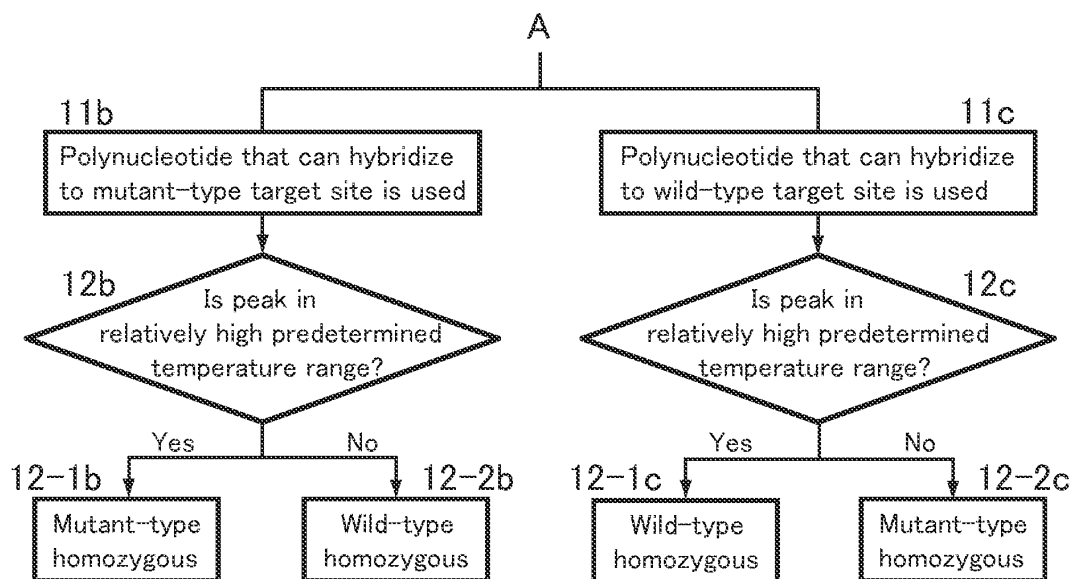 A
11b
Polynucleotide that can hybridize
to mutant-type target site is used
11c
Polynucleotide that can hybridize
to wild-type target site is used
12b
Is peak in
relatively high predetermined
temperature range?
12c
Is peak in
relatively high predetermined
temperature range?
Yes
No
Yes
No
12-1b
Mutant-type
homozygous
12-2b
Wild-type
homozygous
12-1c
Wild-type
homozygous
12-2c
Mutant-type
homozygous